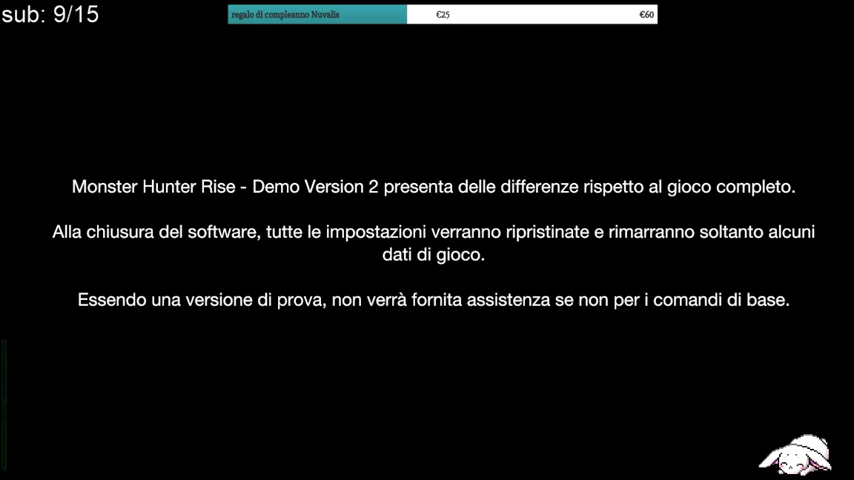 sub: 9/15
regalo di compleanno Nuvalis €25 €60
Monster Hunter Rise - Demo Version 2 presenta delle differenze rispetto al gioco completo.
Alla chiusura del software, tutte le impostazioni verranno ripristinate e rimarranno soltanto alcuni
dati di gioco.
Essendo una versione di prova, non verrà fornita assistenza se non per i comandi di base.